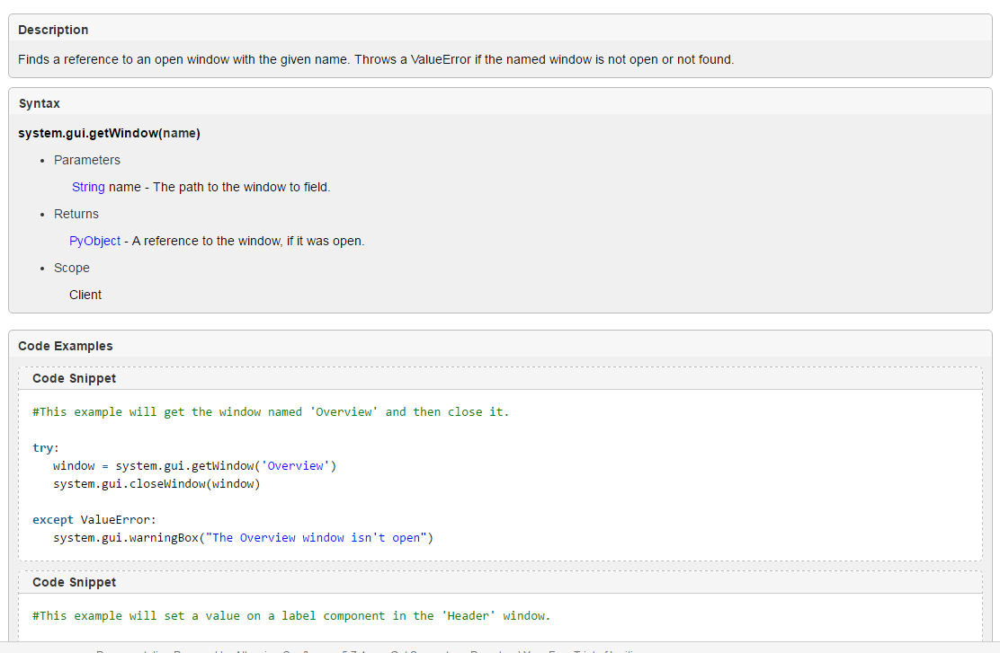 Description
Finds a reference to an open window with the given name. Throws a ValueError if the named window is not open or not found.
Syntax
system.gui.getWindow(name)
Parameters
String name - The path to the window to field.
Returns
PyObject - A reference to the window, if it was open.
Scope
Client
Code Examples
Code Snippet
#This example will get the window named 'Overview' and then close it.
try:
window = system.gui.getWindow('Overview')
system.gui.closeWindow(window)
except ValueError:
system.gui.warningBox("The Overview window isn't open")
Code Snippet
#This example will set a value on a label component in the 'Header' window.